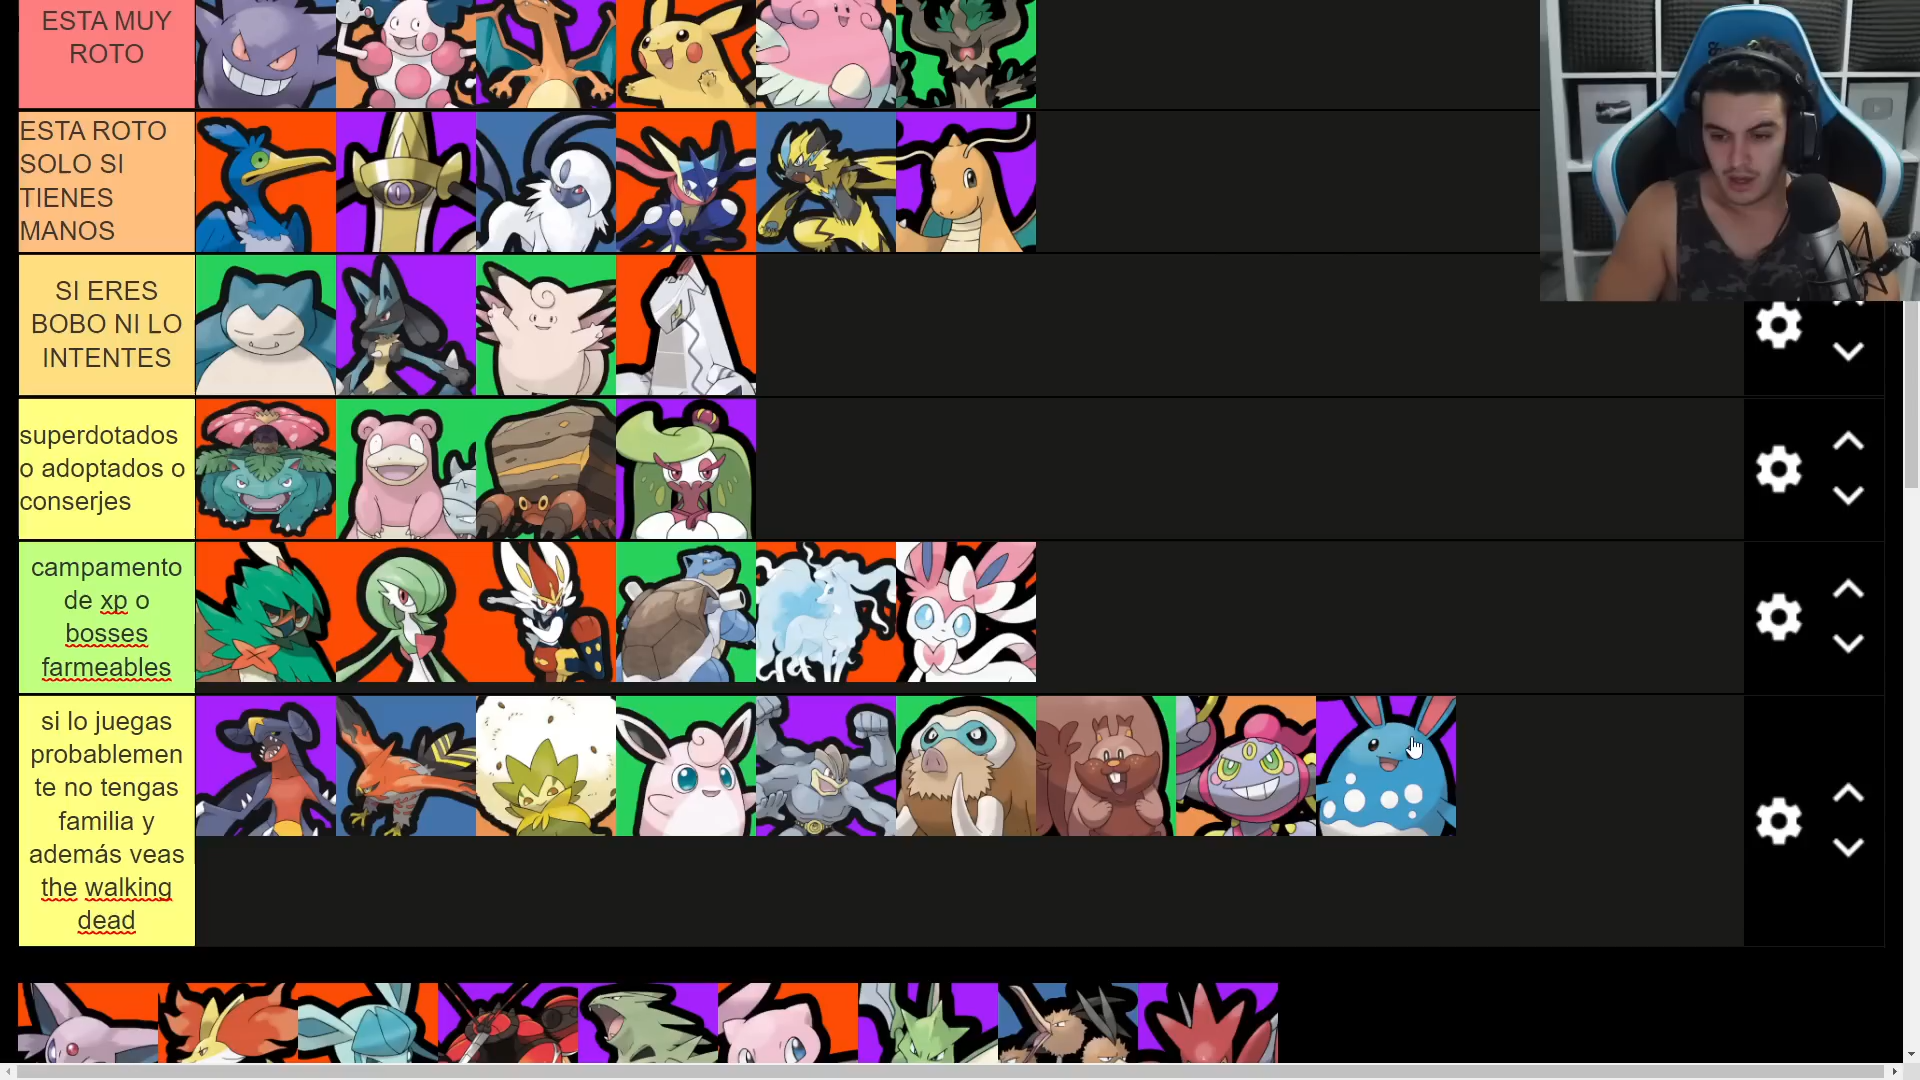 ESTA MUY
ROTO
ESTA ROTO
SOLO SI
TIENES
MANOS
SI ERES
BOBO NI LO
INTENTES
superdotados
o adoptados o
conserjes
campamento
de xp o
bosses
farmeables
si lo juegas
probablemen
te no tengas
familia y
además veas
the walking
dead